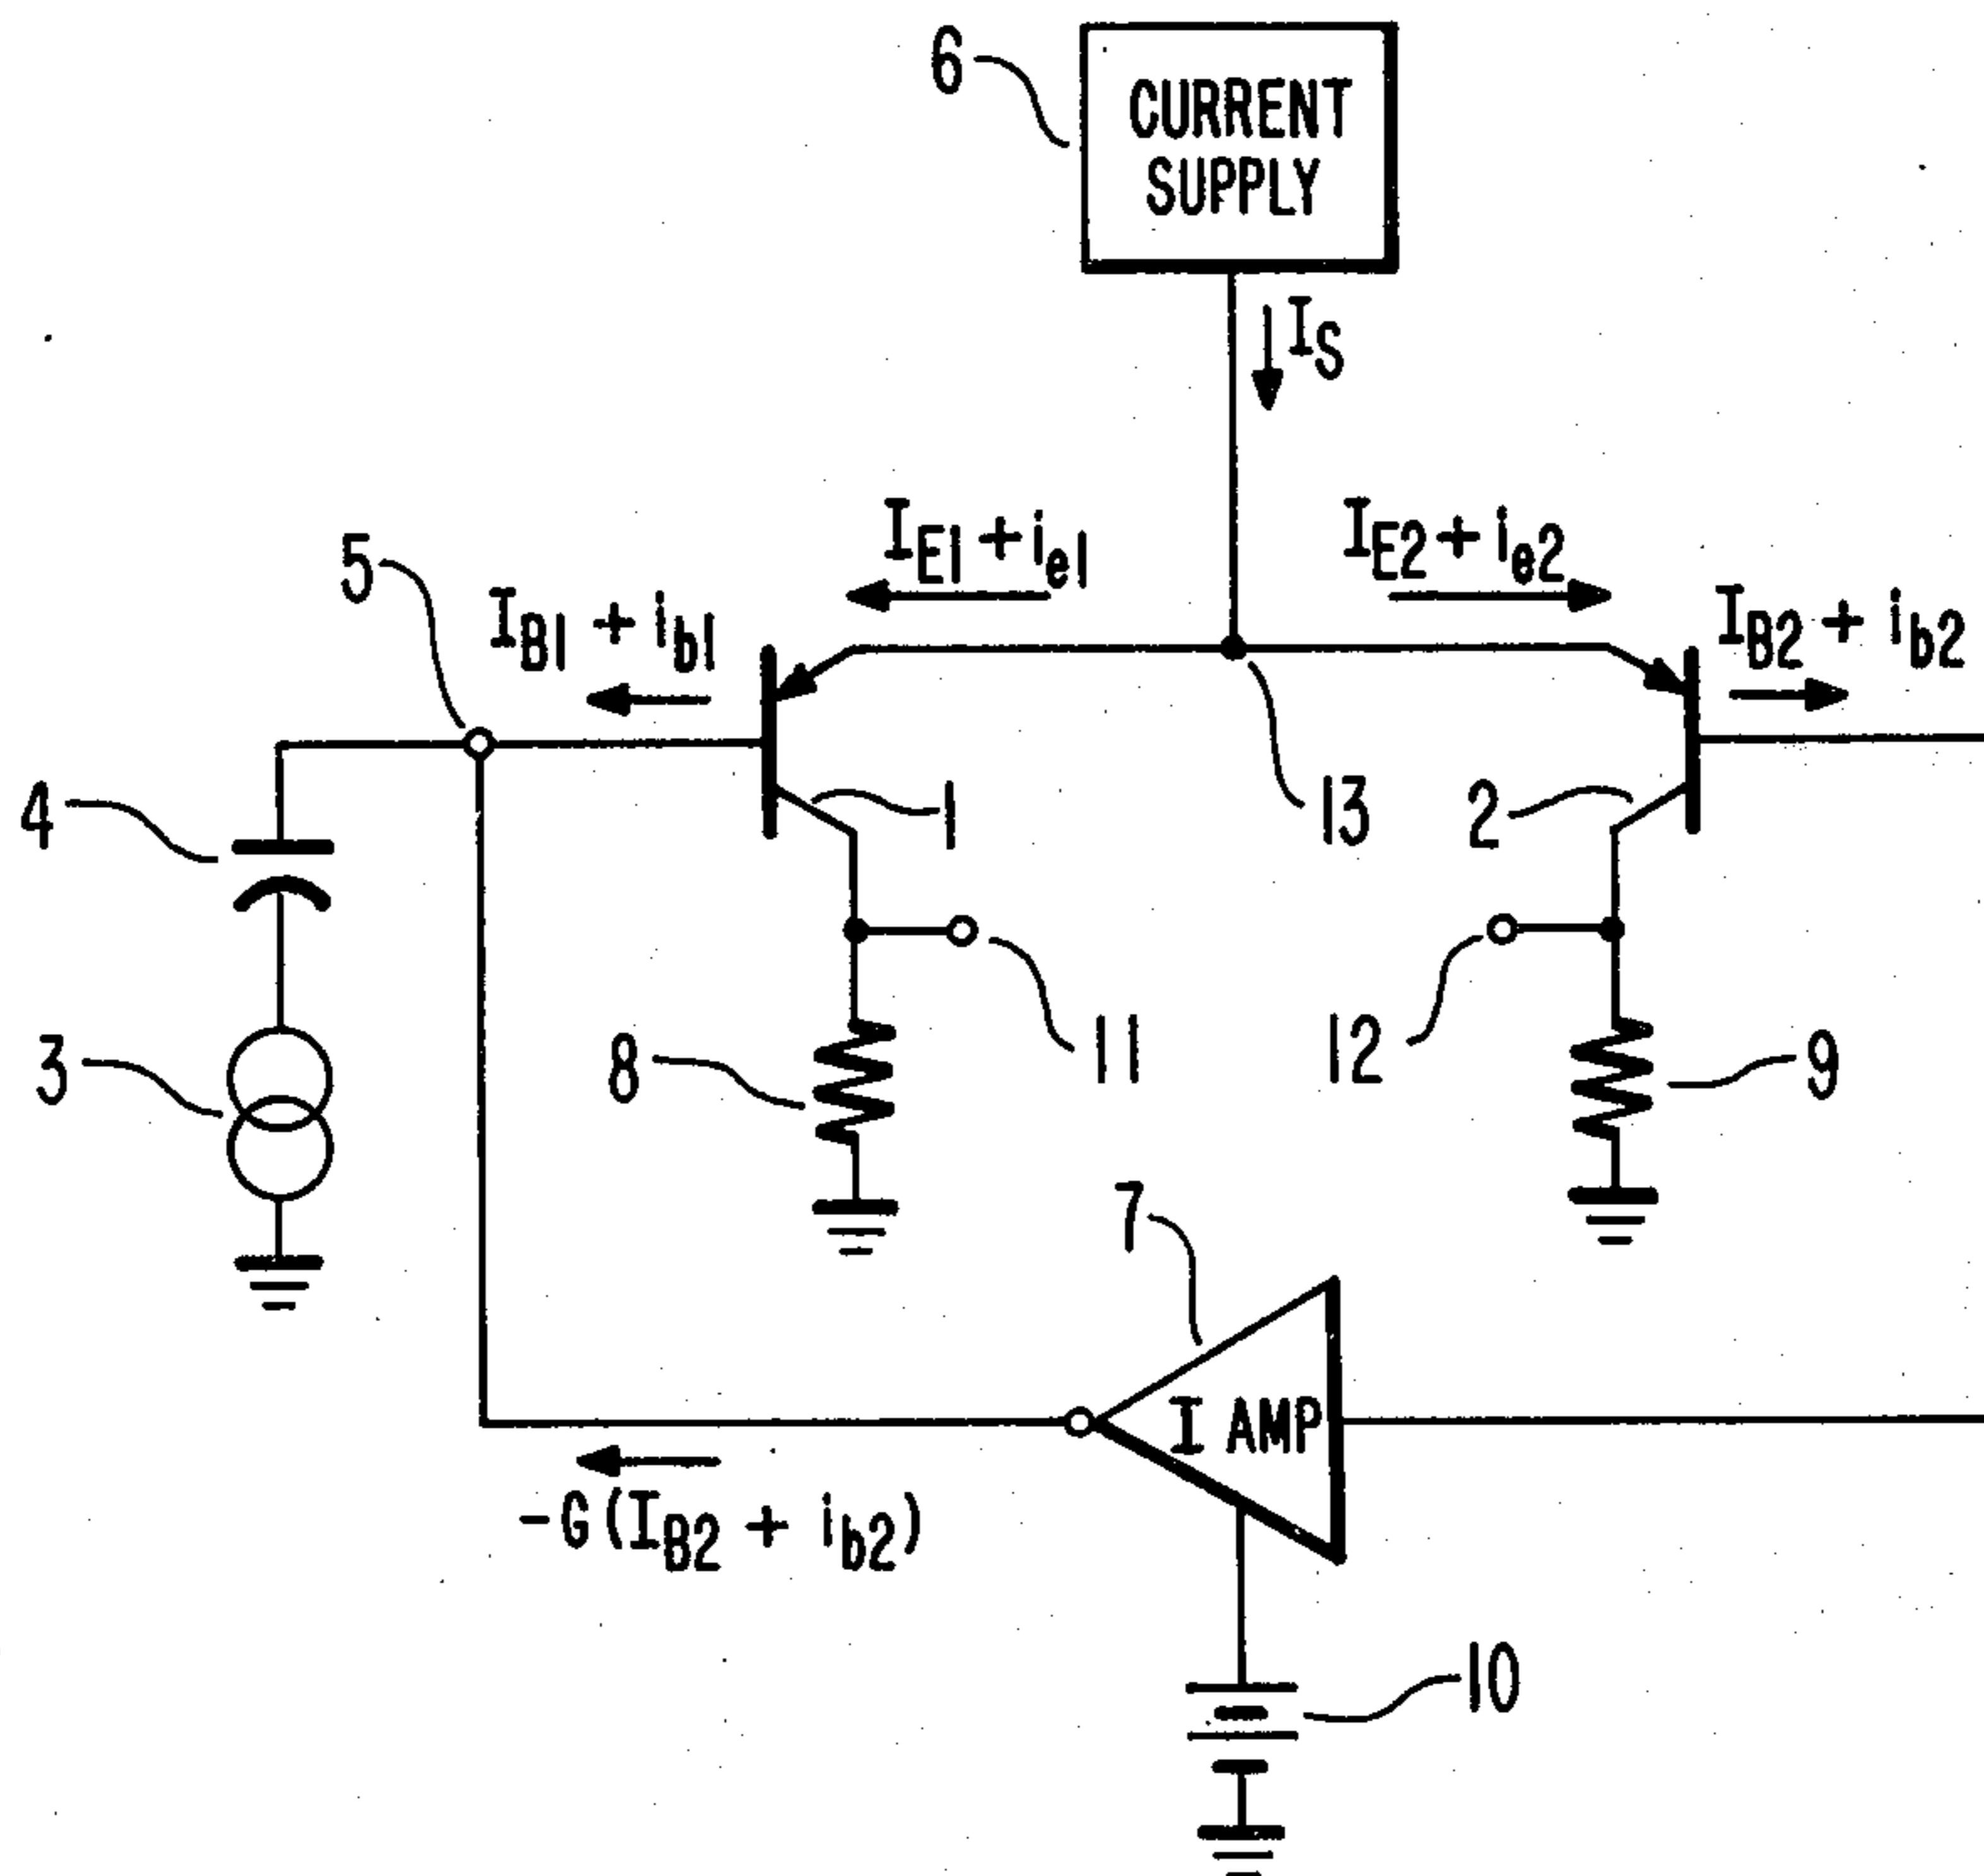 6
CURRENT
SUPPLY
I_S
I_E1 + i_e1
I_E2 + i_e2
5
I_B1 + i_b1
I_B2 + i_b2
4
1
13
2
3
8
11
12
9
7
I AMP
-G(I_B2 + i_b2)
10